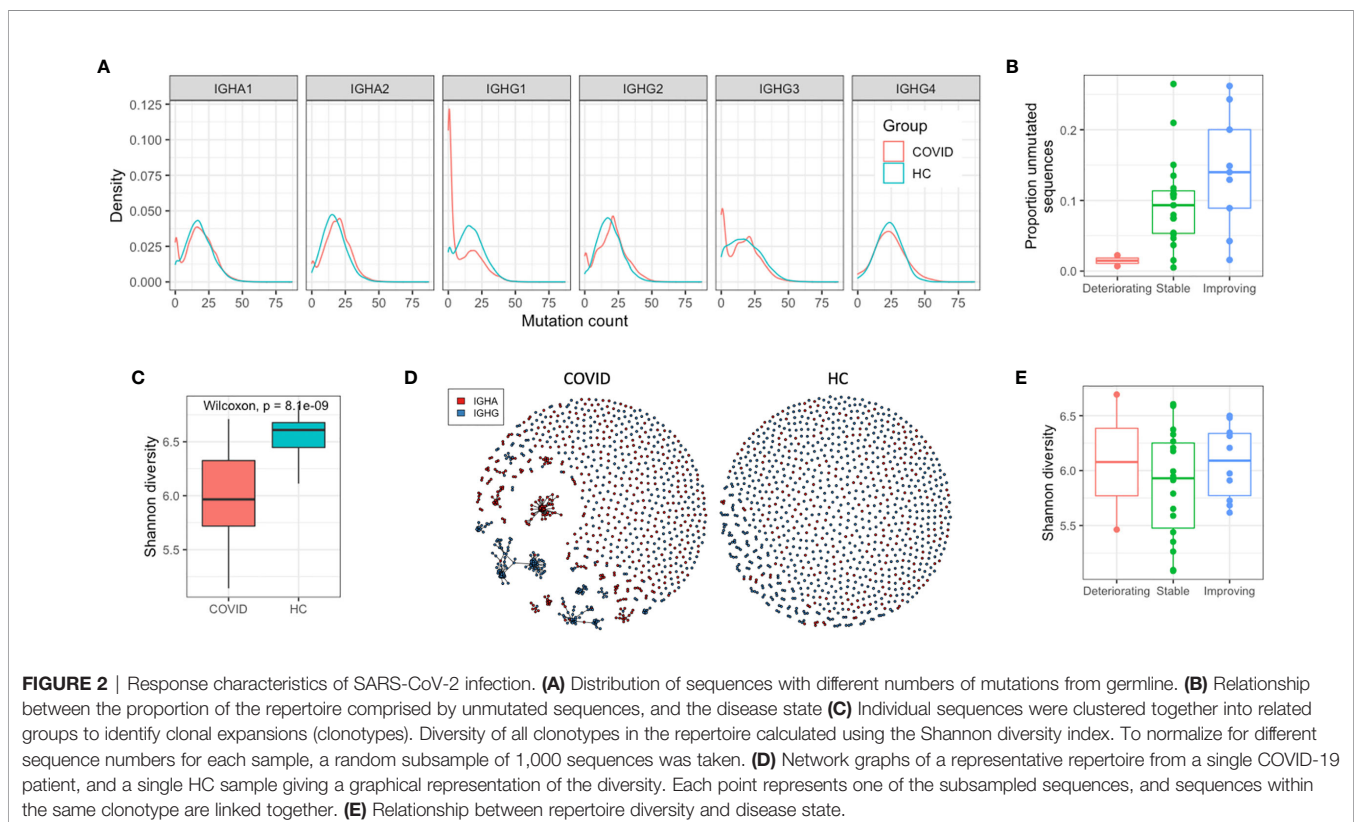 A
IGHA1 IGHA2 IGHG1 IGHG2 IGHG3 IGHG4
0.125
0.100
0.075
0.050
0.025
0.000
Density
Group
COVID
HC
0 25 50 75 0 25 50 75 0 25 50 75 0 25 50 75 0 25 50 75 0 25 50 75
Mutation count
B
Proportion unmutated
sequences
0.2
0.1
0.0
Deteriorating Stable Improving
C
Wilcoxon, p = 8.1e-09
Shannon diversity
6.5
6.0
5.5
COVID HC
D
COVID HC
IGHA
IGHG
E
Shannon diversity
6.5
6.0
5.5
Deteriorating Stable Improving
FIGURE 2 | Response characteristics of SARS-CoV-2 infection. (A) Distribution of sequences with different numbers of mutations from germline. (B) Relationship
between the proportion of the repertoire comprised by unmutated sequences, and the disease state (C) Individual sequences were clustered together into related
groups to identify clonal expansions (clonotypes). Diversity of all clonotypes in the repertoire calculated using the Shannon diversity index. To normalize for different
sequence numbers for each sample, a random subsample of 1,000 sequences was taken. (D) Network graphs of a representative repertoire from a single COVID-19
patient, and a single HC sample giving a graphical representation of the diversity. Each point represents one of the subsampled sequences, and sequences within
the same clonotype are linked together. (E) Relationship between repertoire diversity and disease state.